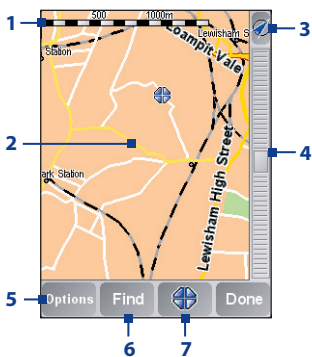 500 1000m
1
Lewisham S
3
Loampit Vale
Station
2
4
ark Station
Lewisham High Street
5
Options Find Done
6 7